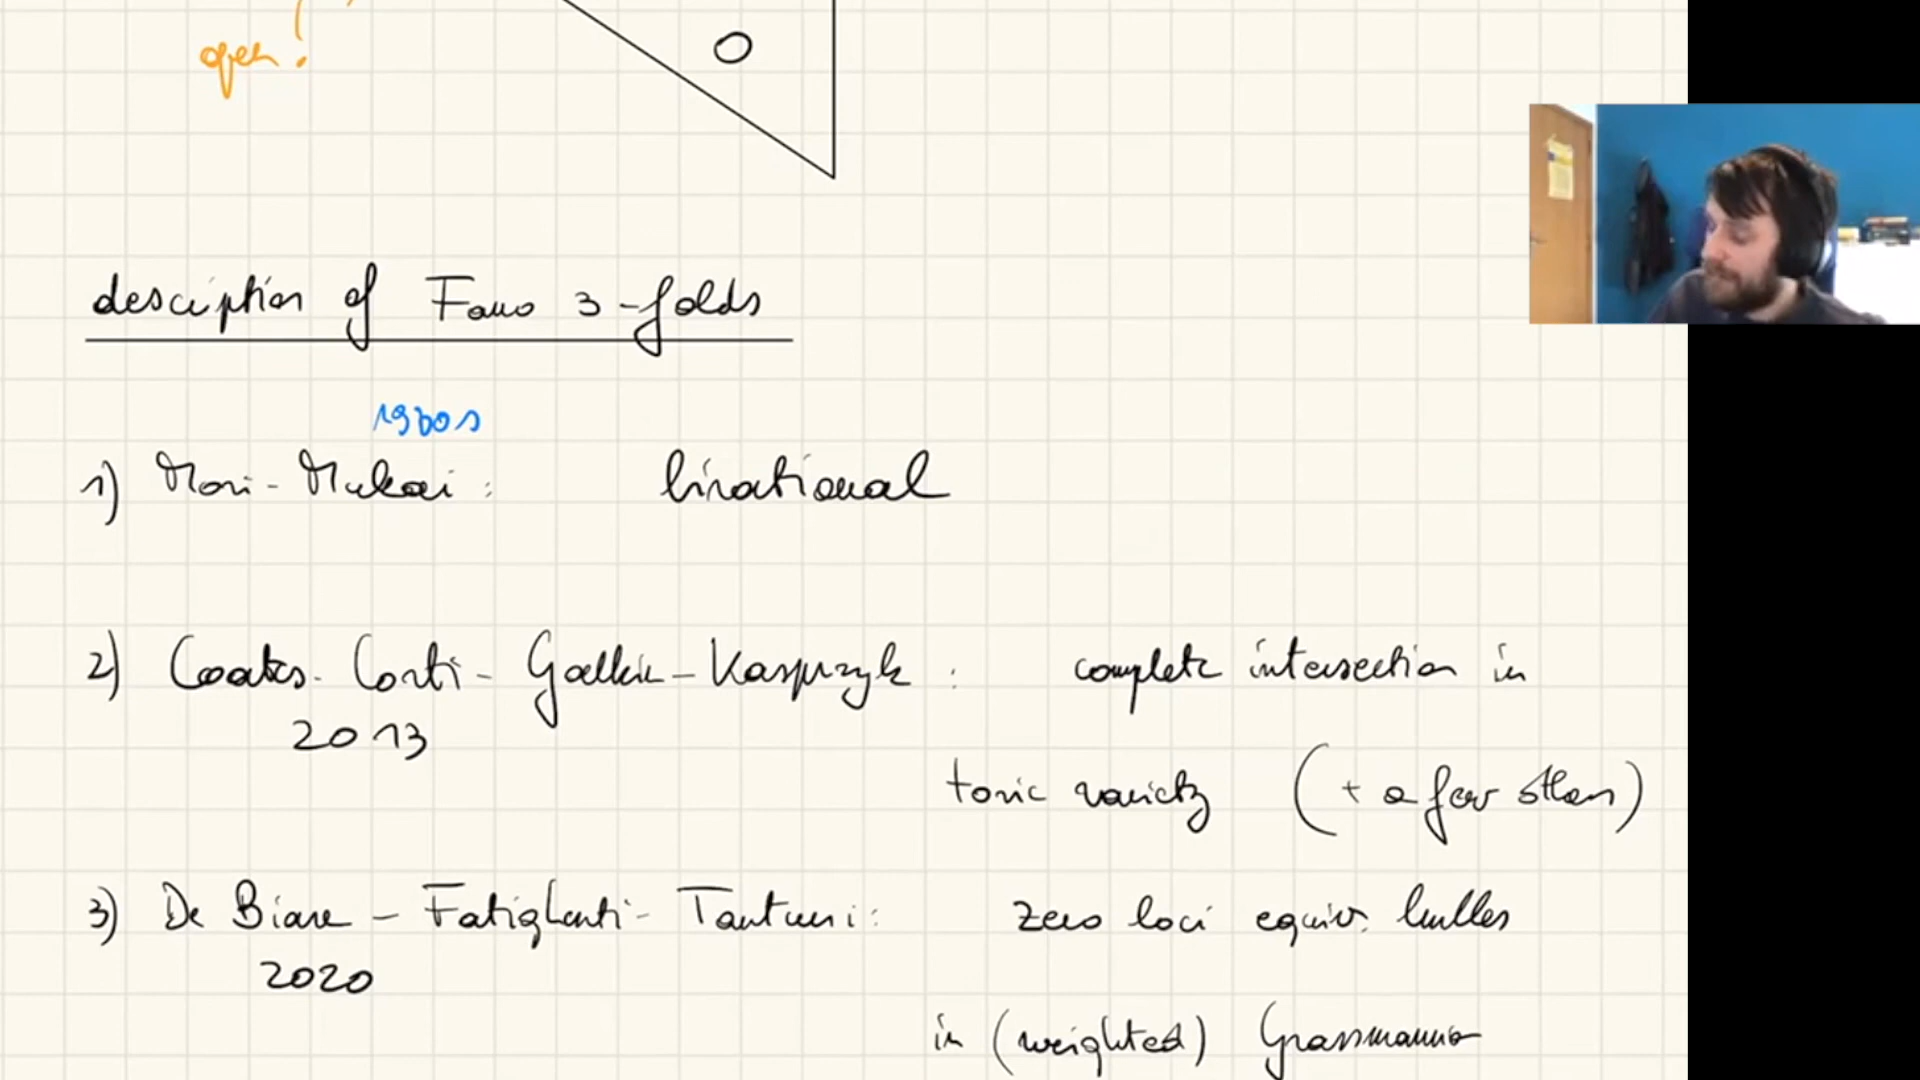 open!
0
description of Fano 3-folds
1980s
1) Mori-Mukai: birational
2) Coates-Corti-Galkin-Kasprzyk: complete intersection in
2013
toric variety (+ a few others)
3) De Biase - Fatighenti - Tanturri: zero loci equiv. bundles
2020
in (weighted) Grassmannia